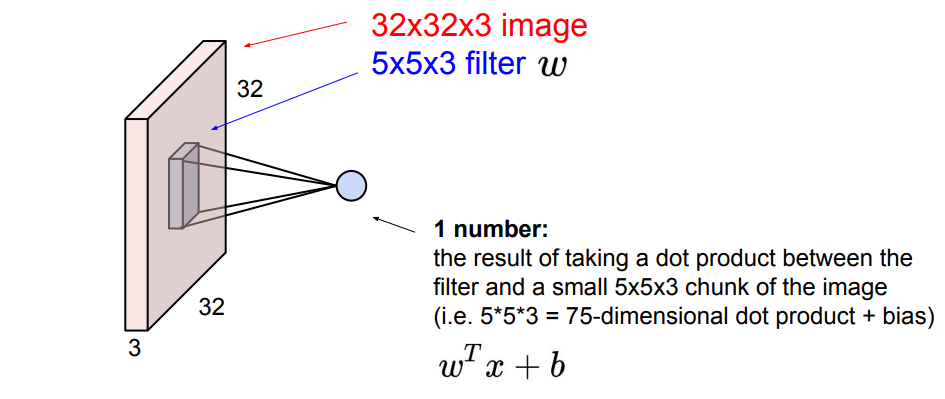 32x32x3 image
5x5x3 filter w
32
32
3
1 number:
the result of taking a dot product between the
filter and a small 5x5x3 chunk of the image
(i.e. 5*5*3 = 75-dimensional dot product + bias)
w^T x + b